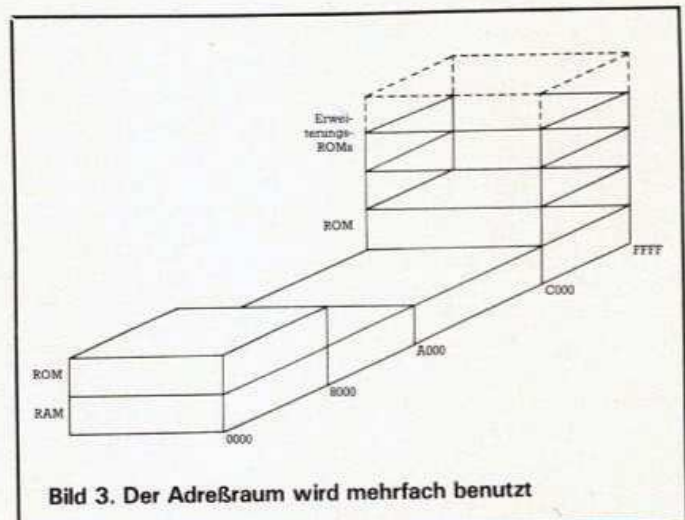 Erwei-
terungs-
ROMs
ROM
FFFF
C000
A000
ROM
8000
RAM
0000
Bild 3. Der Adreßraum wird mehrfach benutzt